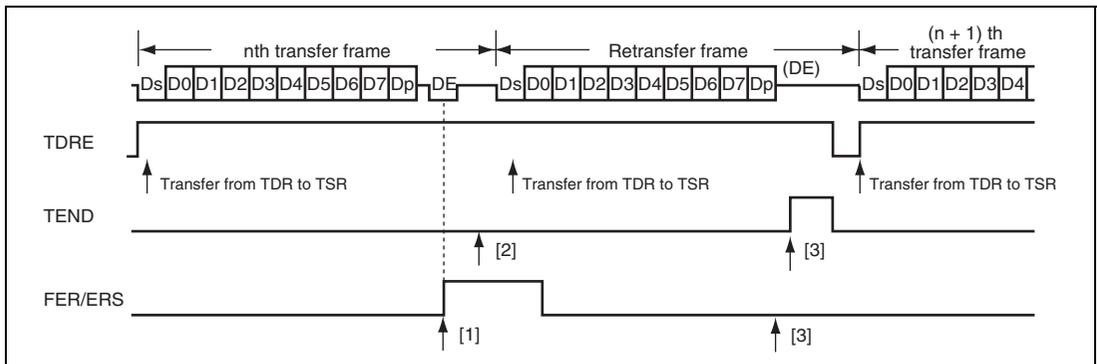 nth transfer frame Retransfer frame (n + 1) th
transfer frame
Ds D0 D1 D2 D3 D4 D5 D6 D7 Dp DE Ds D0 D1 D2 D3 D4 D5 D6 D7 Dp (DE) Ds D0 D1 D2 D3 D4
TDRE
Transfer from TDR to TSR Transfer from TDR to TSR Transfer from TDR to TSR
TEND
[2] [3]
FER/ERS
[1] [3]